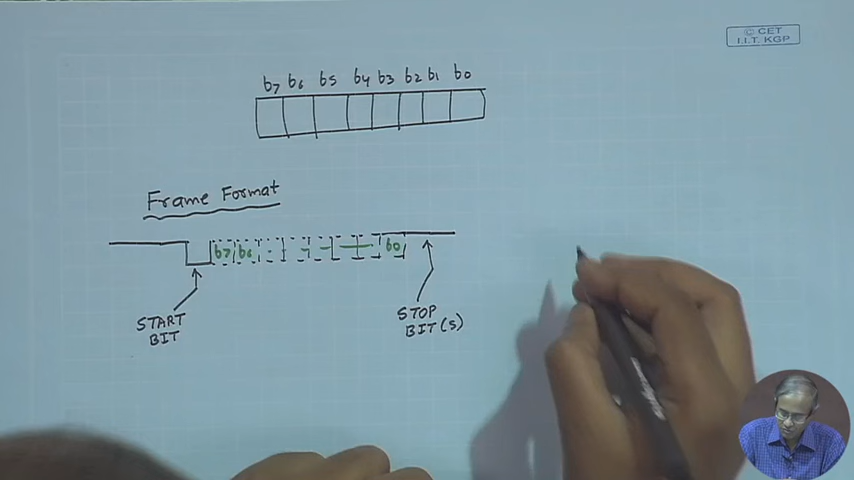 © CET
I.I.T. KGP
b7 b6 b5 b4 b3 b2 b1 b0
Frame Format
b7 b6 b0
START
BIT
STOP
BIT(S)